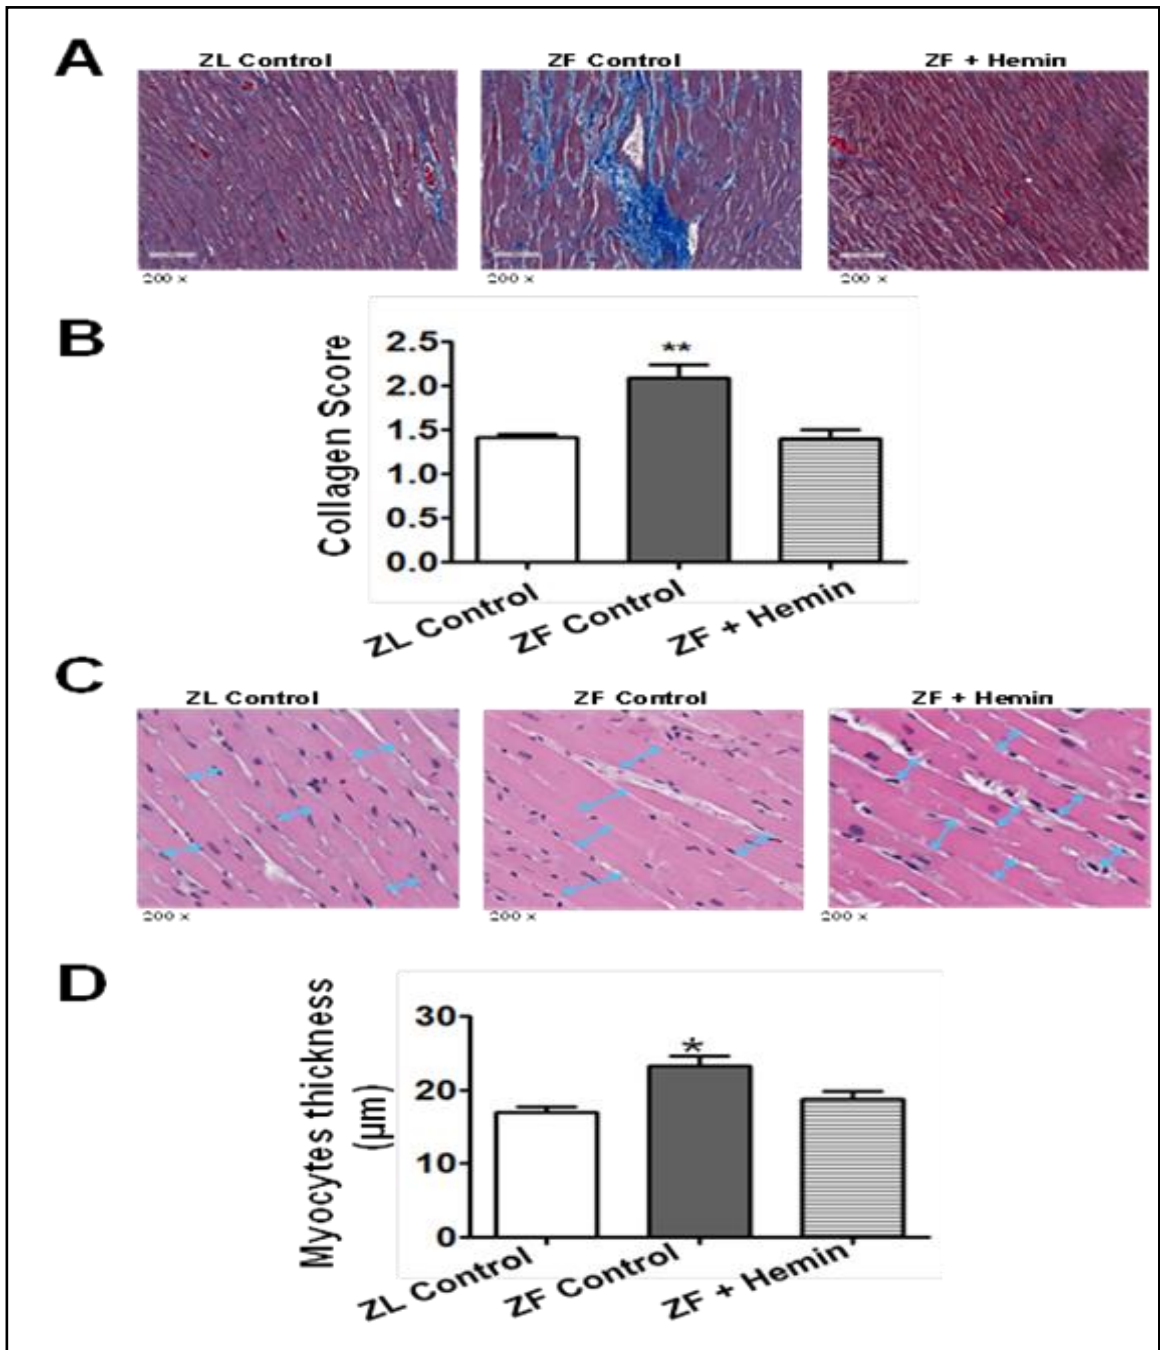 A
ZL Control
ZF Control
ZF + Hemin
200 x
200 x
200 x
B
Collagen Score
2.5
2.0
1.5
1.0
0.5
0.0
**
ZL Control
ZF Control
ZF + Hemin
C
ZL Control
ZF Control
ZF + Hemin
200 x
200 x
200 x
D
Myocytes thickness
(µm)
30
20
10
0
*
ZL Control
ZF Control
ZF + Hemin